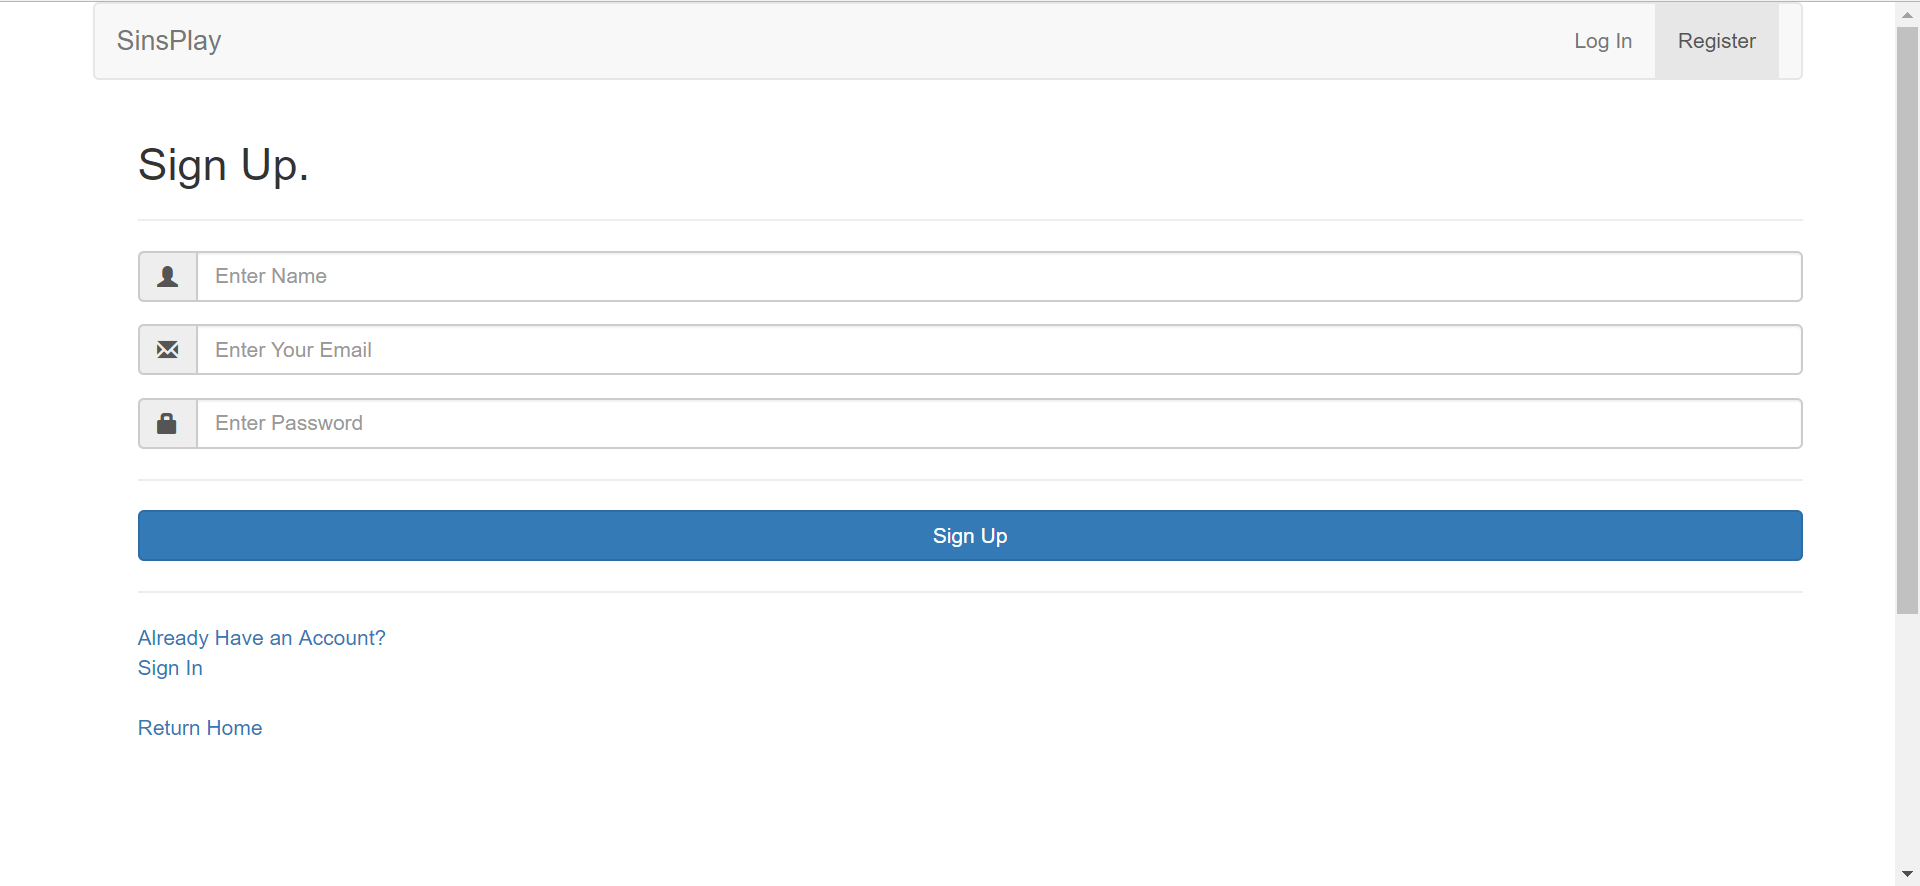 SinsPlay
Log In
Register
Sign Up.
Enter Name
Enter Your Email
Enter Password
Sign Up
Already Have an Account?
Sign In
Return Home